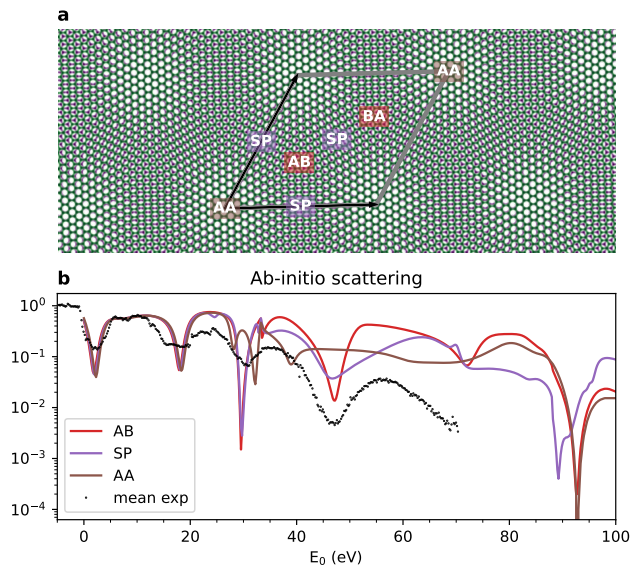 a
AA
BA
SP
SP
AB
AA
SP
b
Ab-initio scattering
10⁰
10⁻¹
10⁻²
10⁻³
10⁻⁴
AB
SP
AA
mean exp
0 20 40 60 80 100
E₀ (eV)